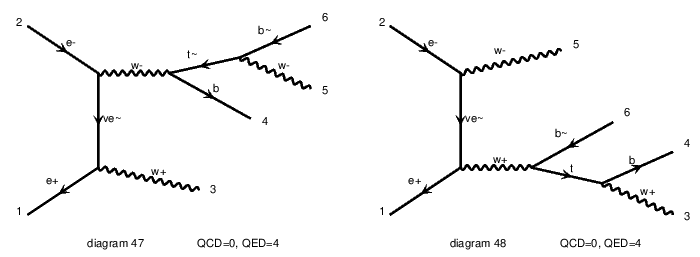 2
e-
w-
t~
b~
6
w-
5
b
4
ve~
e+
w+
3
1
diagram 47 QCD=0, QED=4
2
e-
w-
5
ve~
6
b~
w+
t
b
4
w+
3
e+
1
diagram 48 QCD=0, QED=4